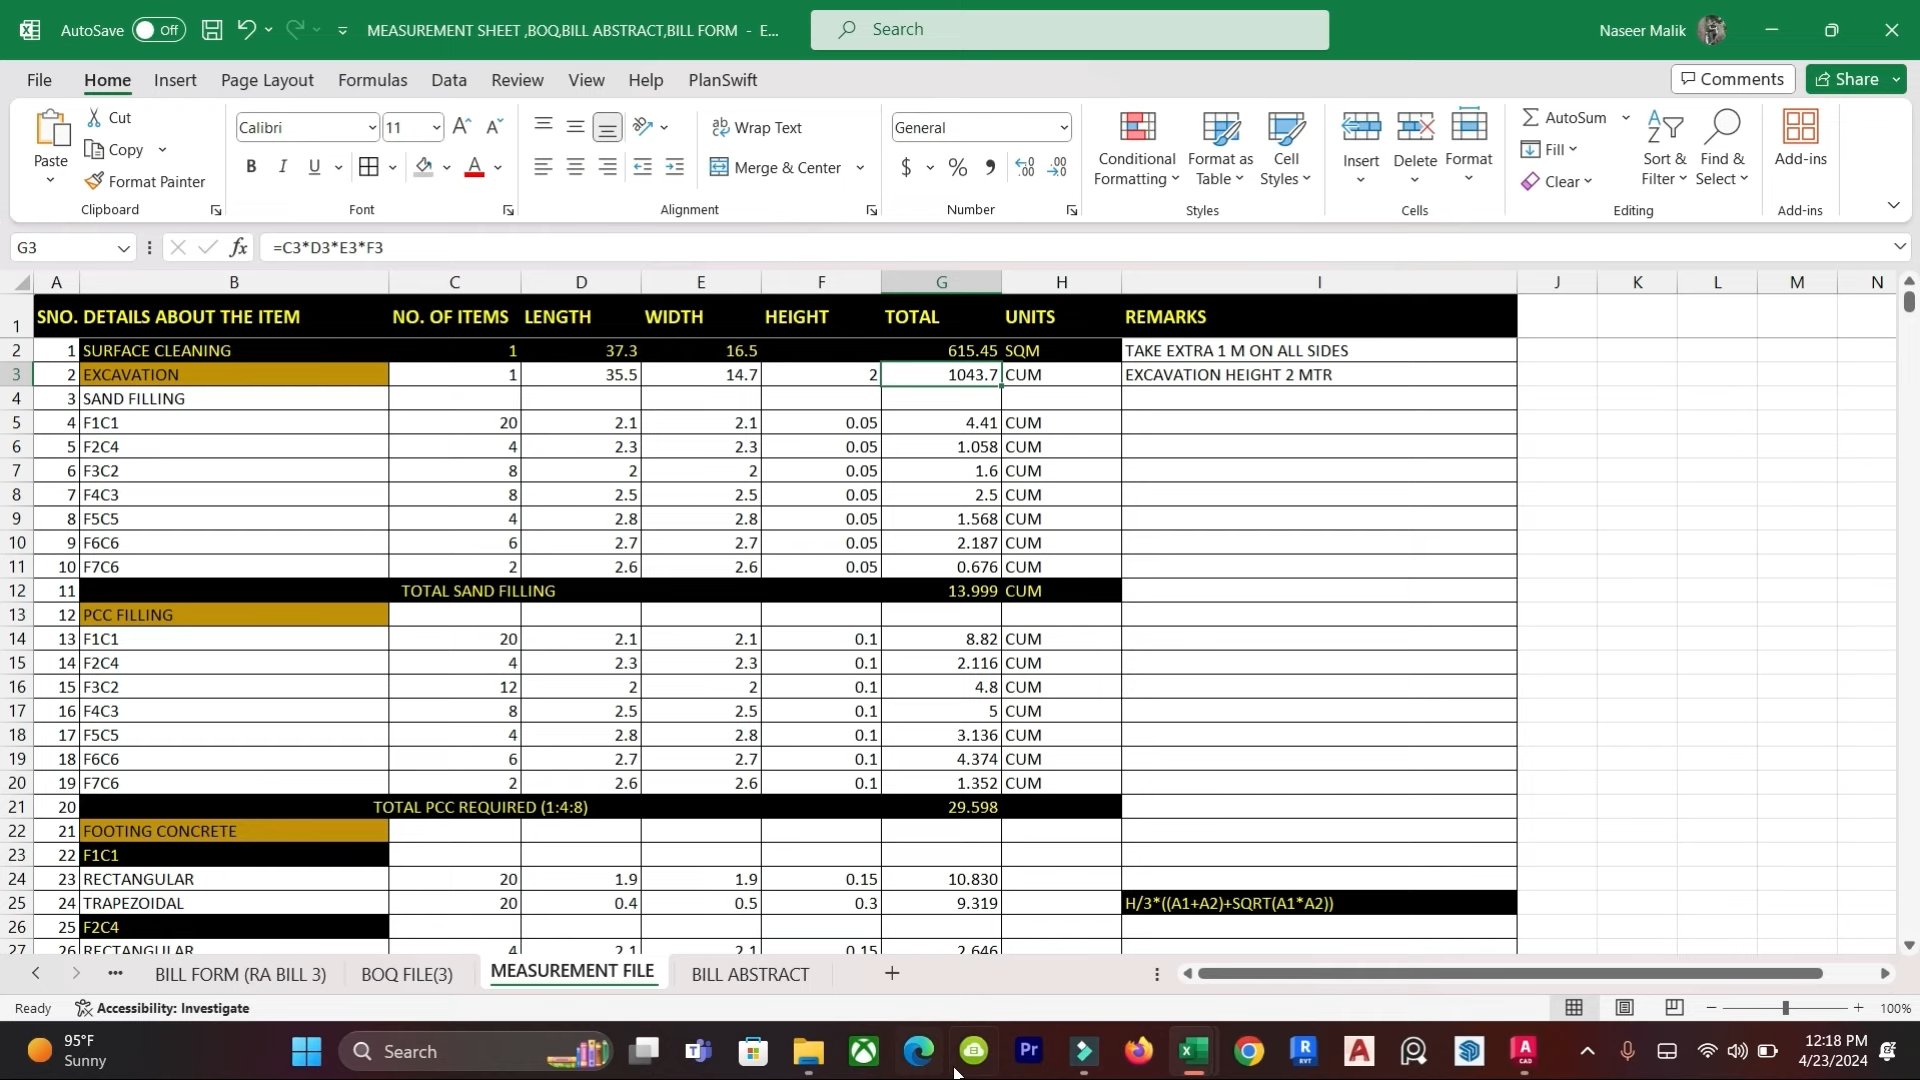 AutoSave Off MEASUREMENT SHEET ,BOQ,BILL ABSTRACT,BILL FORM - E... Search Naseer Malik
File Home Insert Page Layout Formulas Data Review View Help PlanSwift Comments Share
Paste Cut Copy Format Painter Clipboard
Calibri 11 B I U A Font
Wrap Text Merge & Center Alignment
General $ % Number
Conditional Formatting Format as Table Cell Styles Styles
Insert Delete Format Cells
AutoSum Fill Clear Sort & Filter Find & Select Editing
Add-ins Add-ins
G3 fx =C3*D3*E3*F3
A B C D E F G H I J K L M N
1 SNO. DETAILS ABOUT THE ITEM NO. OF ITEMS LENGTH WIDTH HEIGHT TOTAL UNITS REMARKS
2 1 SURFACE CLEANING 1 37.3 16.5 615.45 SQM TAKE EXTRA 1 M ON ALL SIDES
3 2 EXCAVATION 1 35.5 14.7 2 1043.7 CUM EXCAVATION HEIGHT 2 MTR
4 3 SAND FILLING
5 4 F1C1 20 2.1 2.1 0.05 4.41 CUM
6 5 F2C4 4 2.3 2.3 0.05 1.058 CUM
7 6 F3C2 8 2 2 0.05 1.6 CUM
8 7 F4C3 8 2.5 2.5 0.05 2.5 CUM
9 8 F5C5 4 2.8 2.8 0.05 1.568 CUM
10 9 F6C6 6 2.7 2.7 0.05 2.187 CUM
11 10 F7C6 2 2.6 2.6 0.05 0.676 CUM
12 11 TOTAL SAND FILLING 13.999 CUM
13 12 PCC FILLING
14 13 F1C1 20 2.1 2.1 0.1 8.82 CUM
15 14 F2C4 4 2.3 2.3 0.1 2.116 CUM
16 15 F3C2 12 2 2 0.1 4.8 CUM
17 16 F4C3 8 2.5 2.5 0.1 5 CUM
18 17 F5C5 4 2.8 2.8 0.1 3.136 CUM
19 18 F6C6 6 2.7 2.7 0.1 4.374 CUM
20 19 F7C6 2 2.6 2.6 0.1 1.352 CUM
21 20 TOTAL PCC REQUIRED (1:4:8) 29.598
22 21 FOOTING CONCRETE
23 22 F1C1
24 23 RECTANGULAR 20 1.9 1.9 0.15 10.830
25 24 TRAPEZOIDAL 20 0.4 0.5 0.3 9.319 H/3*((A1+A2)+SQRT(A1*A2))
26 25 F2C4
27 26 RECTANGULAR 4 2.1 2.1 0.15 2.646
BILL FORM (RA BILL 3) BOQ FILE(3) MEASUREMENT FILE BILL ABSTRACT
Ready Accessibility: Investigate 100%
95°F Sunny Search 12:18 PM
4/23/2024